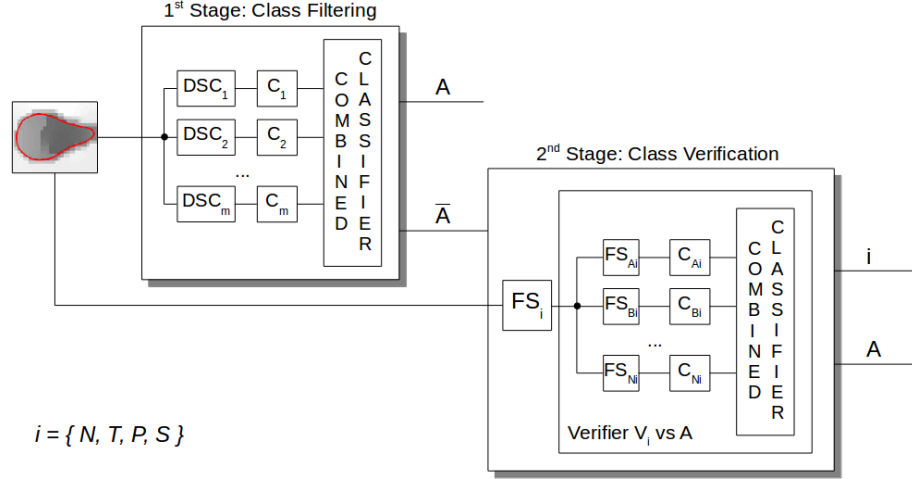 1st Stage: Class Filtering
DSC1 C1
DSC2 C2
...
DSCm Cm
COMBINED
CLASSIFIER
A
A̅
2nd Stage: Class Verification
FSi
FSAi CAi
FSBi CBi
...
FSNi CNi
COMBINED
CLASSIFIER
Verifier Vi vs A
i
A
i = { N, T, P, S }